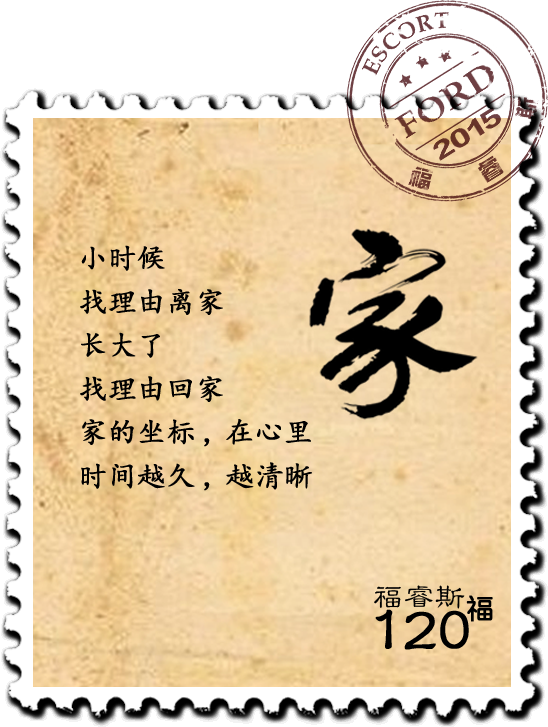 ESCORT
FORD
2015
福睿斯
家
小时候
找理由离家
长大了
找理由回家
家的坐标，在心里
时间越久，越清晰
福睿斯
120福